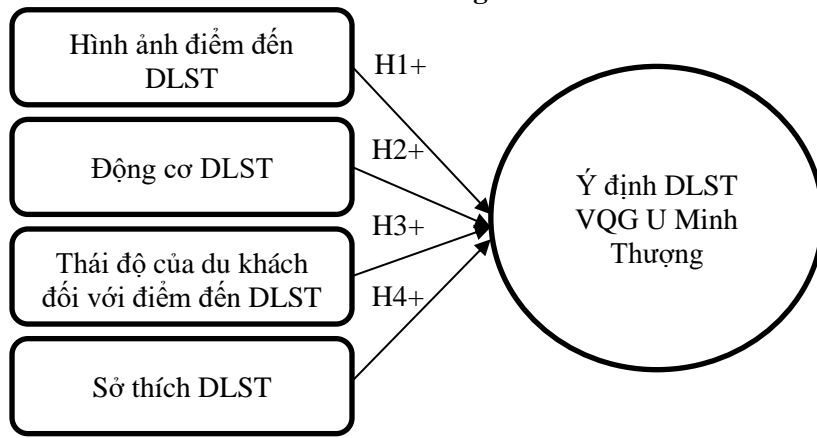 Hình ảnh điểm đến
DLST
H1+
Động cơ DLST
H2+
Thái độ của du khách
đối với điểm đến DLST
H3+
Sở thích DLST
H4+
Ý định DLST
VQG U Minh
Thượng